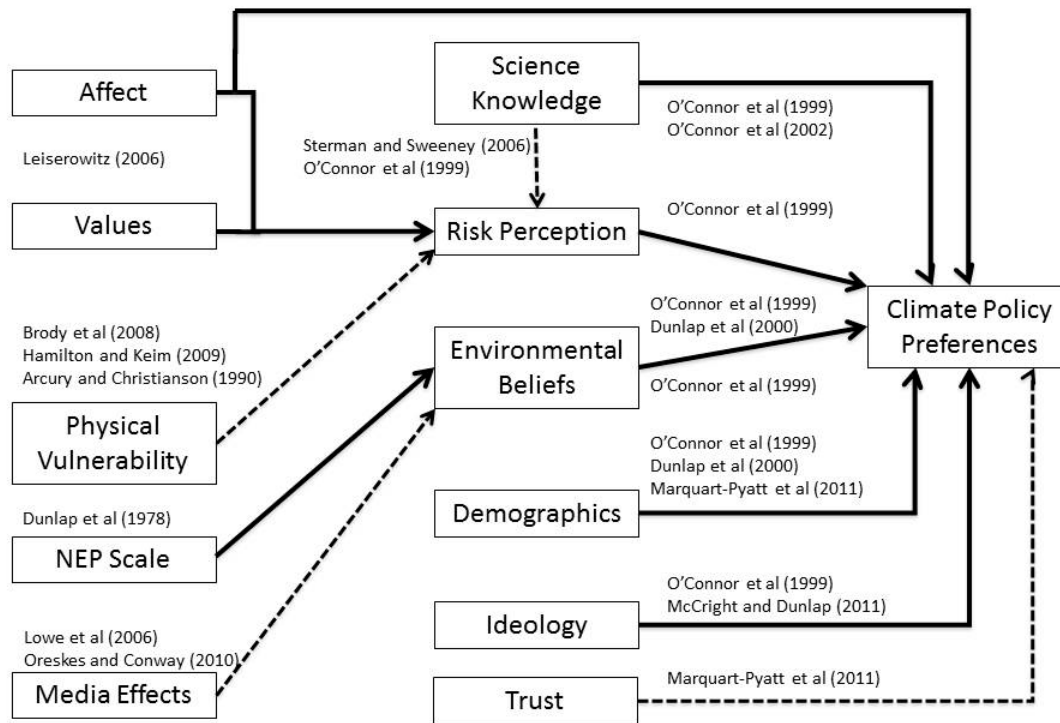 Affect
Leiserowitz (2006)
Values
Brody et al (2008)
Hamilton and Keim (2009)
Arcury and Christianson (1990)
Physical
Vulnerability
Dunlap et al (1978)
NEP Scale
Lowe et al (2006)
Oreskes and Conway (2010)
Media Effects
Science
Knowledge
Sterman and Sweeney (2006)
O'Connor et al (1999)
Risk Perception
Environmental
Beliefs
Demographics
Ideology
Trust
O'Connor et al (1999)
O'Connor et al (2002)
O'Connor et al (1999)
O'Connor et al (1999)
Dunlap et al (2000)
O'Connor et al (1999)
O'Connor et al (1999)
Dunlap et al (2000)
Marquart-Pyatt et al (2011)
O'Connor et al (1999)
McCright and Dunlap (2011)
Marquart-Pyatt et al (2011)
Climate Policy
Preferences